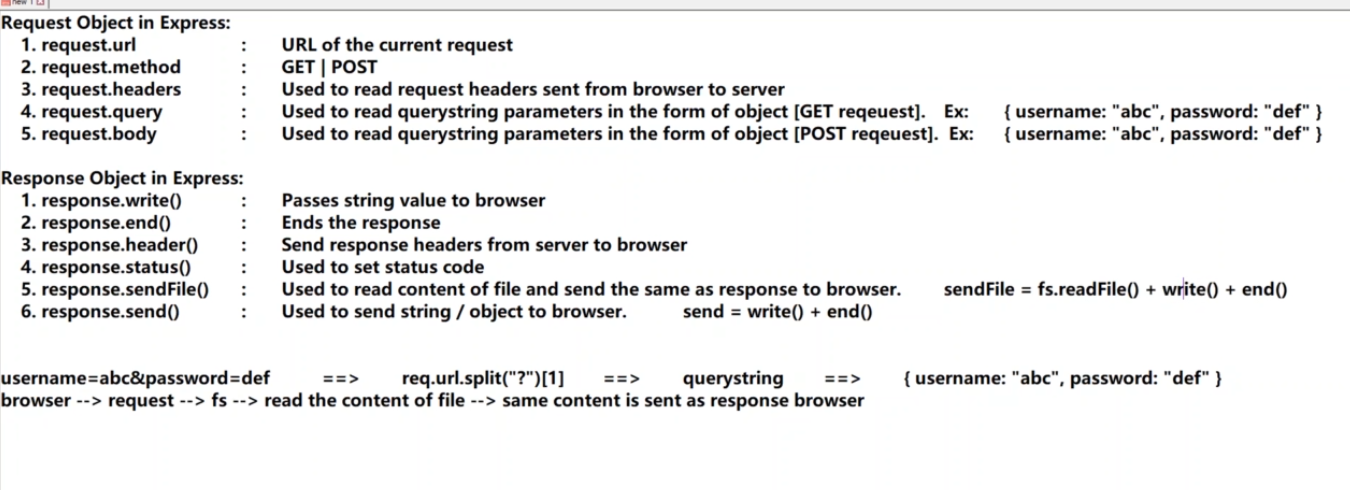 new 1
Request Object in Express:
1. request.url : URL of the current request
2. request.method : GET | POST
3. request.headers : Used to read request headers sent from browser to server
4. request.query : Used to read querystring parameters in the form of object [GET reqeuest]. Ex: { username: "abc", password: "def" }
5. request.body : Used to read querystring parameters in the form of object [POST reqeuest]. Ex: { username: "abc", password: "def" }
Response Object in Express:
1. response.write() : Passes string value to browser
2. response.end() : Ends the response
3. response.header() : Send response headers from server to browser
4. response.status() : Used to set status code
5. response.sendFile() : Used to read content of file and send the same as response to browser. sendFile = fs.readFile() + write() + end()
6. response.send() : Used to send string / object to browser. send = write() + end()
username=abc&password=def ==> req.url.split("?")[1] ==> querystring ==> { username: "abc", password: "def" }
browser --> request --> fs --> read the content of file --> same content is sent as response browser